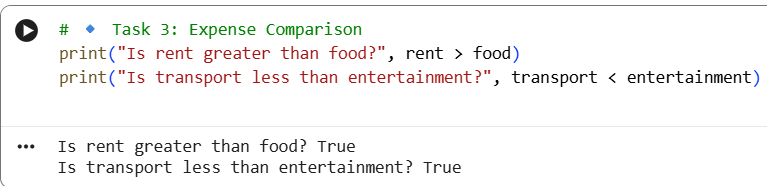 # 🔹 Task 3: Expense Comparison
print("Is rent greater than food?", rent > food)
print("Is transport less than entertainment?", transport < entertainment)
Is rent greater than food? True
Is transport less than entertainment? True